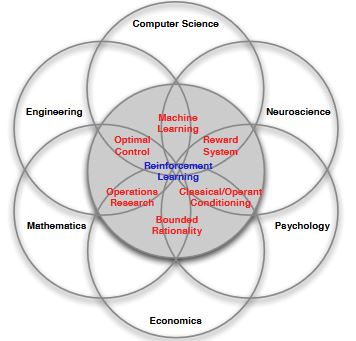 Computer Science
Engineering
Neuroscience
Machine
Learning
Optimal
Control
Reward
System
Reinforcement
Learning
Operations
Research
Classical/Operant
Conditioning
Bounded
Rationality
Mathematics
Psychology
Economics